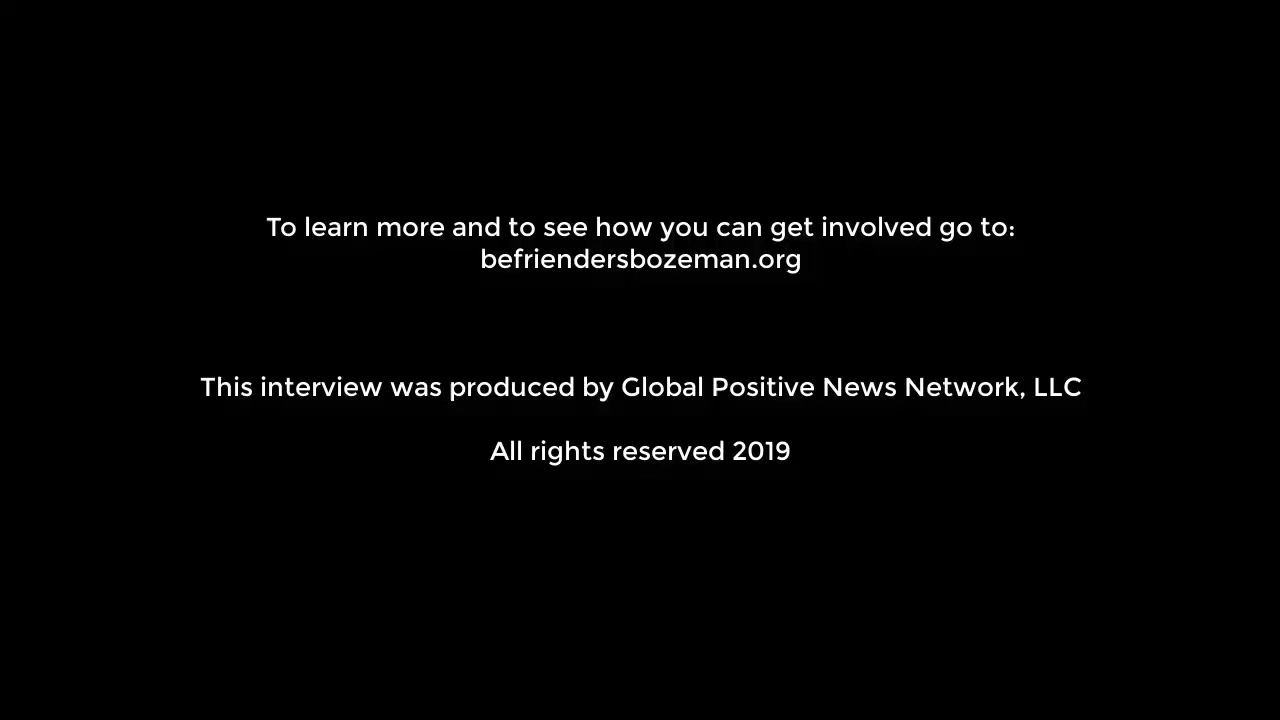 To learn more and to see how you can get involved go to:
befriendersbozeman.org
This interview was produced by Global Positive News Network, LLC
All rights reserved 2019